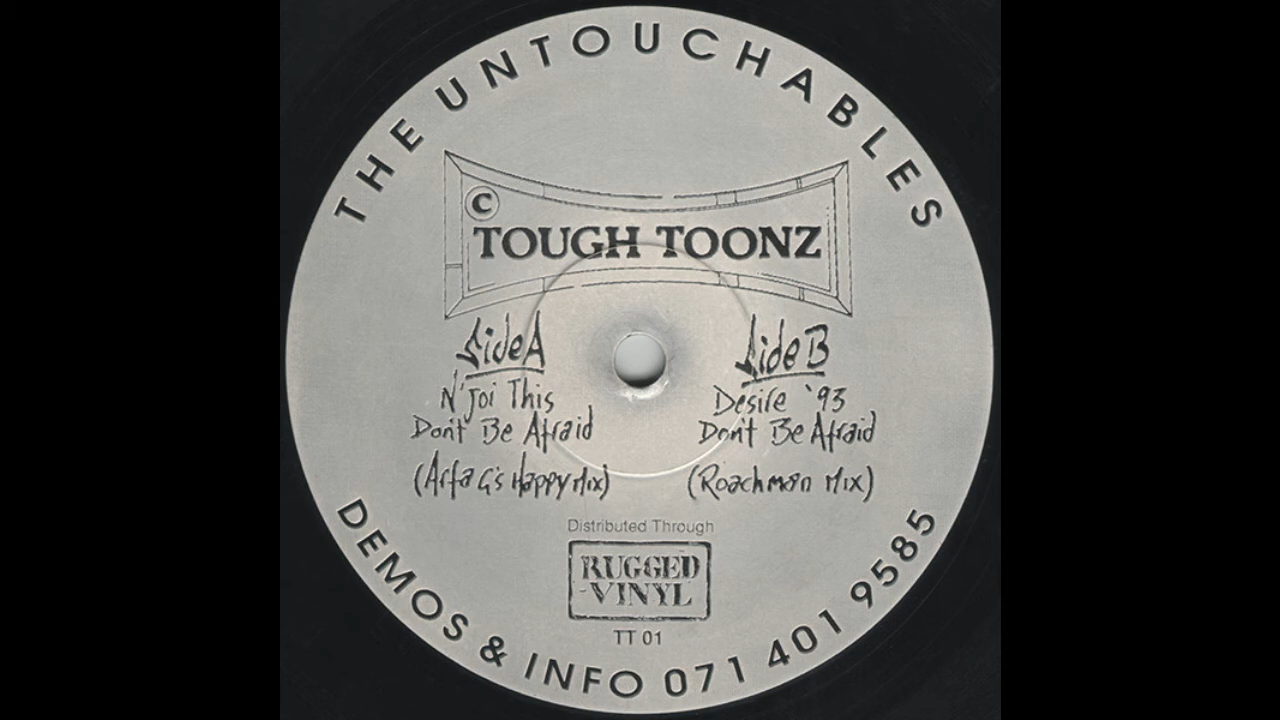 THE UNTOUCHABLES
©
TOUGH TOONZ
Side A
N'Joi This
Don't Be Afraid
(Arfa G's Happy Mix)
Side B
Desire '93
Don't Be Afraid
(Roachman Mix)
Distributed Through
RUGGED
VINYL
TT 01
DEMOS & INFO 071 401 9585